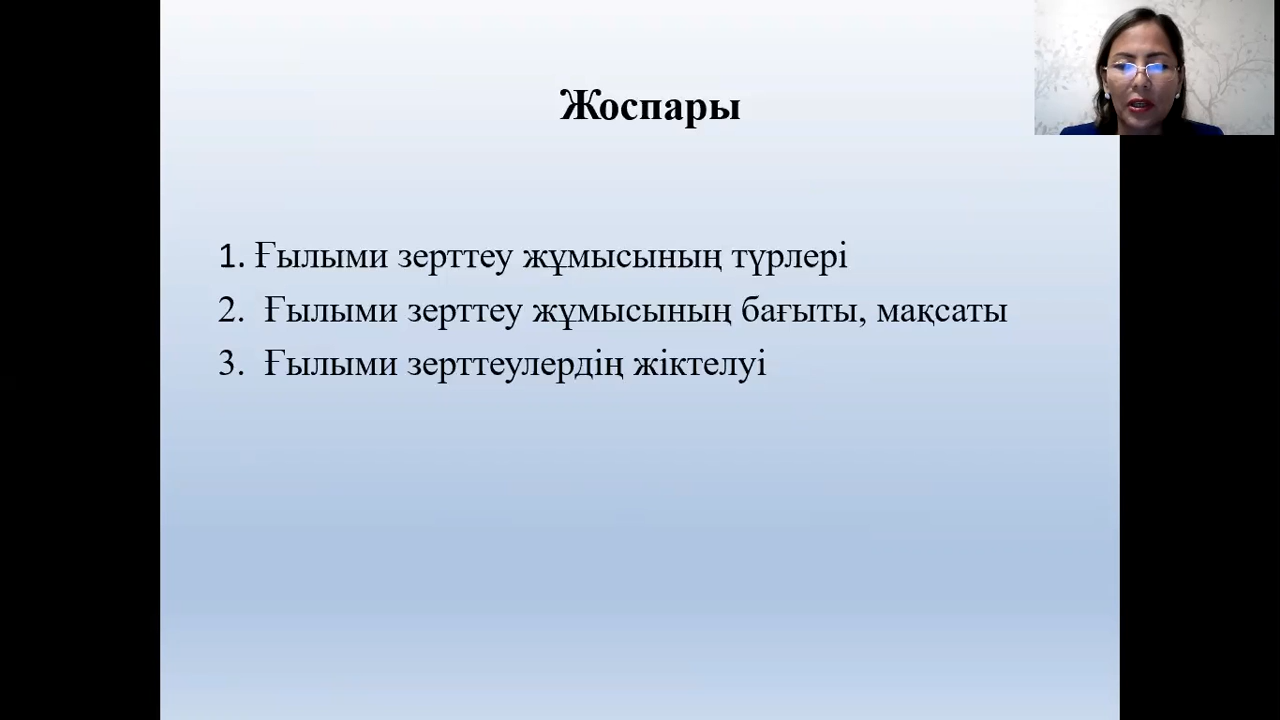 Жоспары
1. Ғылыми зерттеу жұмысының түрлері
2. Ғылыми зерттеу жұмысының бағыты, мақсаты
3. Ғылыми зерттеулердің жіктелуі